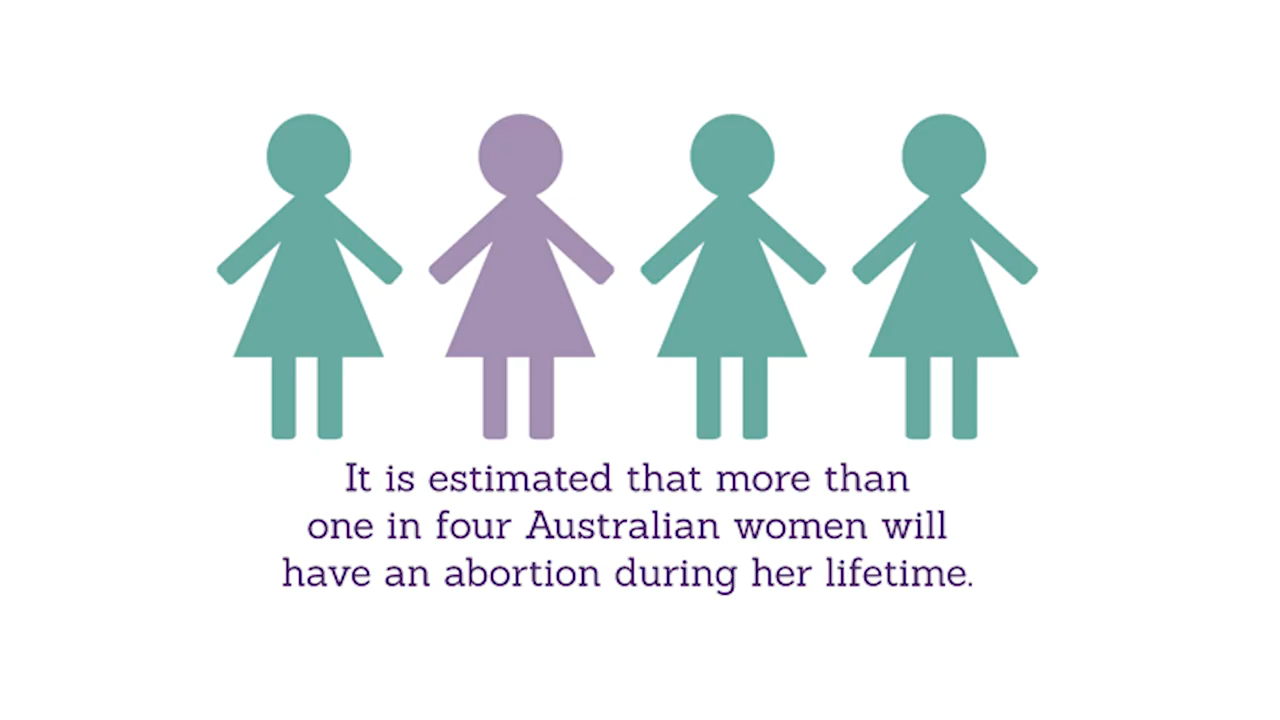 It is estimated that more than
one in four Australian women will
have an abortion during her lifetime.